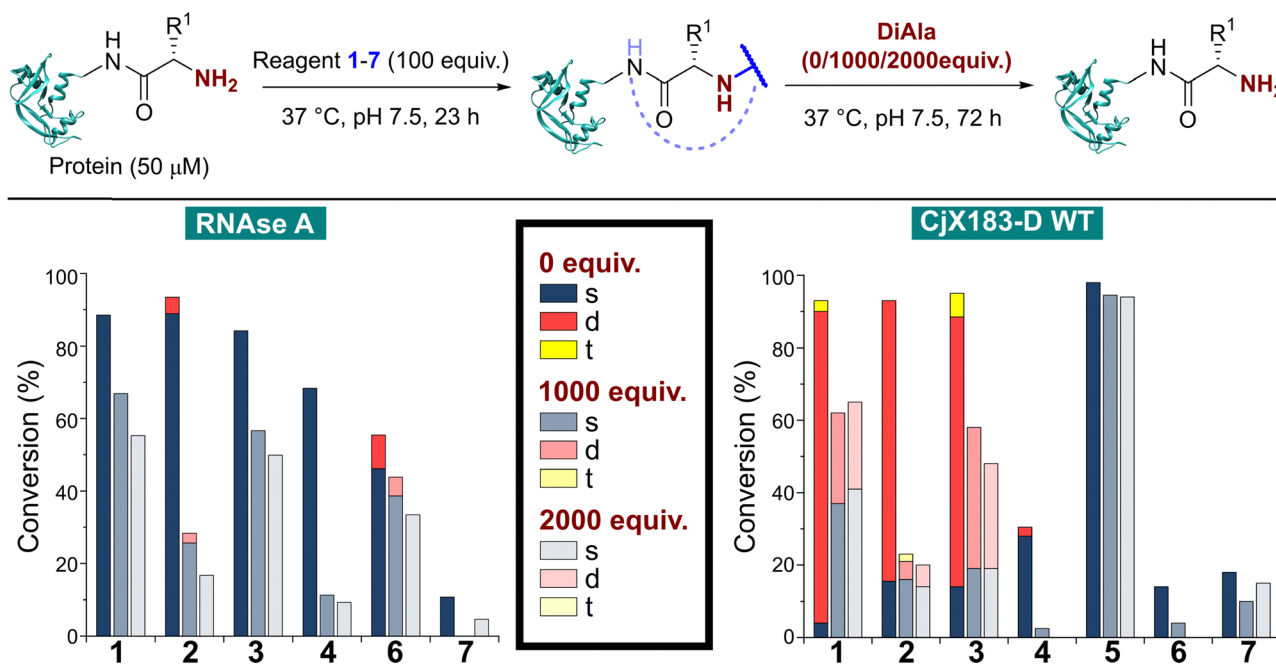 R¹
H
N
NH₂
O
Protein (50 μM)
Reagent 1-7 (100 equiv.)
37 °C, pH 7.5, 23 h
H
N
R¹
O
N
H
DiAla
(0/1000/2000equiv.)
37 °C, pH 7.5, 72 h
H
N
R¹
O
NH₂
RNAse A
Conversion (%)
100
80
60
40
20
0
1 2 3 4 6 7
0 equiv.
s
d
t
1000 equiv.
s
d
t
2000 equiv.
s
d
t
CjX183-D WT
Conversion (%)
100
80
60
40
20
0
1 2 3 4 5 6 7